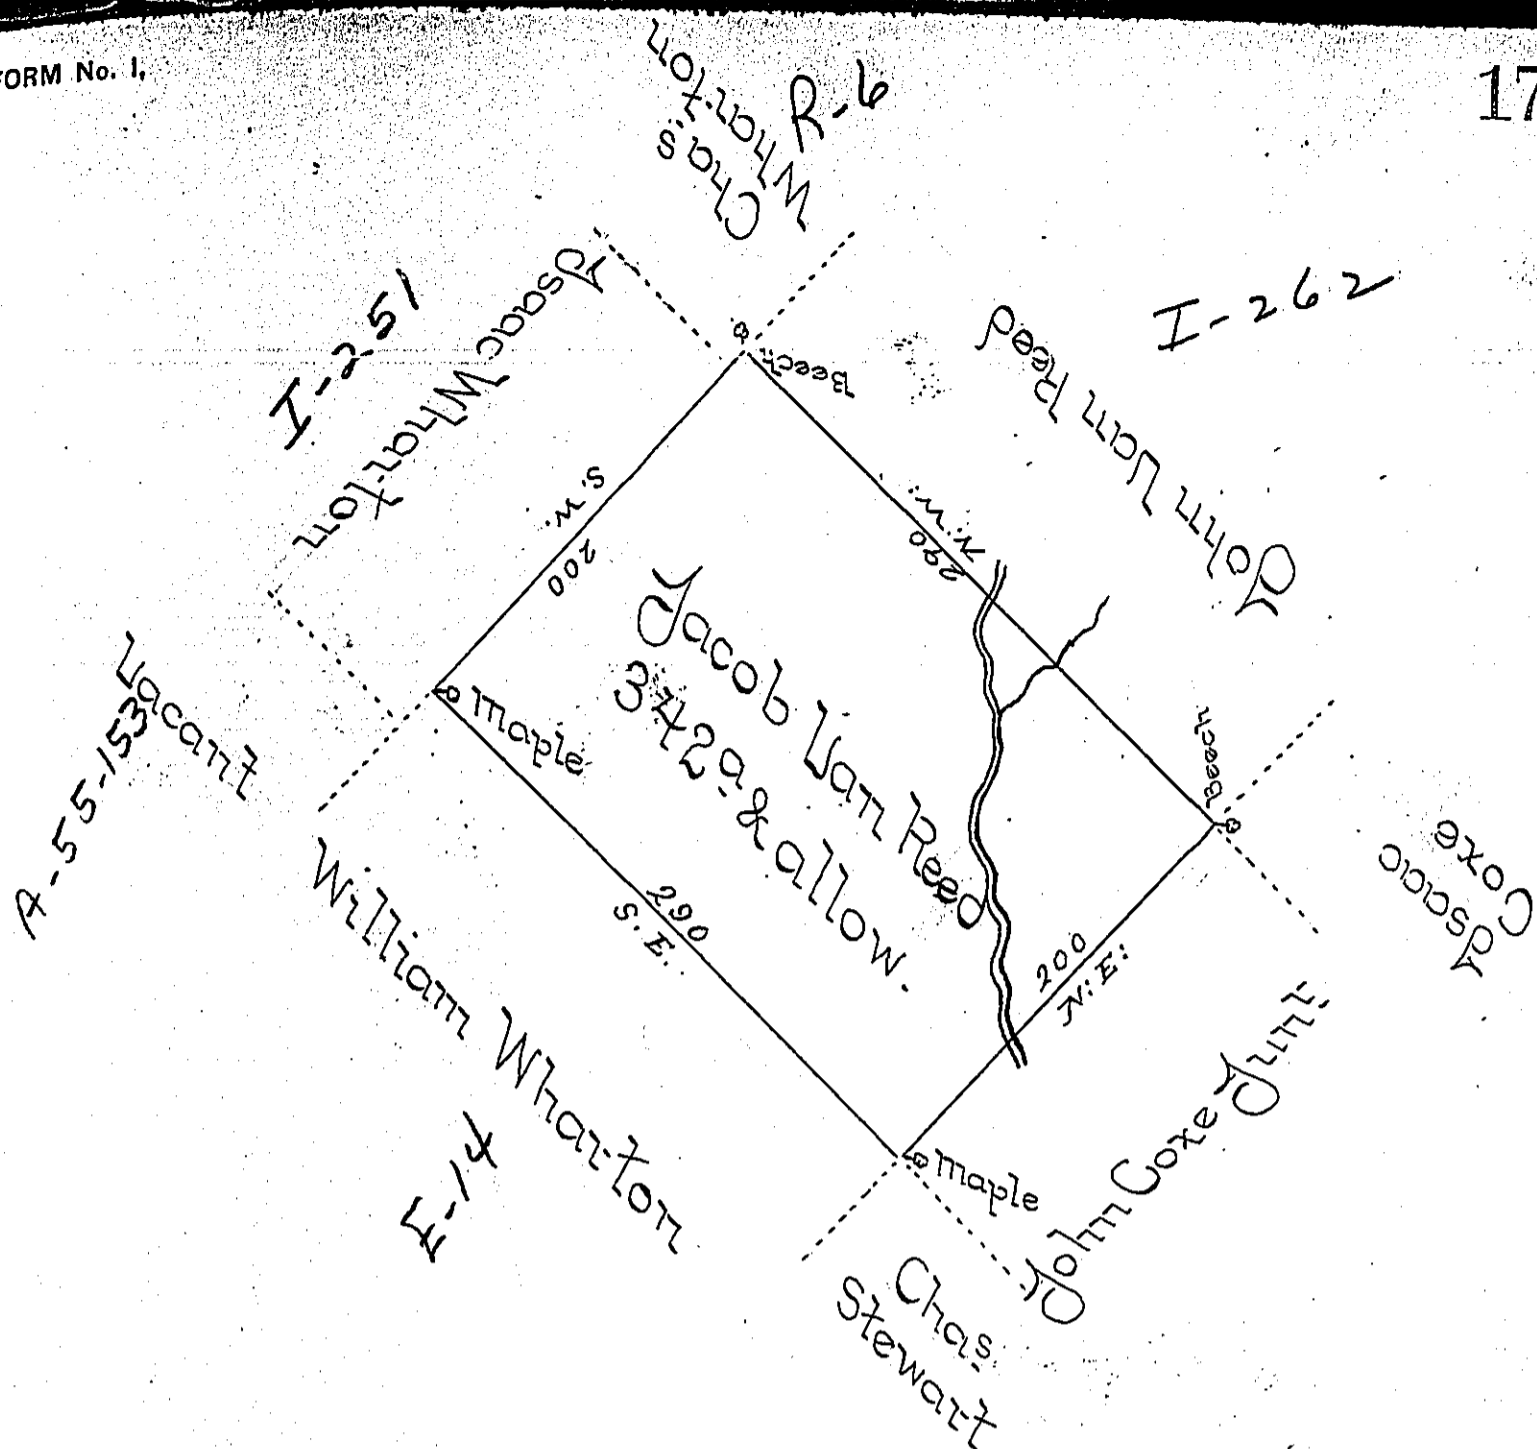 FORM No. 1,
17
Chas
Wharton
R-6
I-251
Isaac Wharton
I-262
John Van Reed
Beech
S.W.
200
N:W:
290
Jacob Van Reed
342a & allow.
Maple
Vacant
A-55-153
Beech
Isaac
Coxe
William Wharton
290
S.E.
200
N:E:
John Coxe Junr
Maple
Chas
Stewart